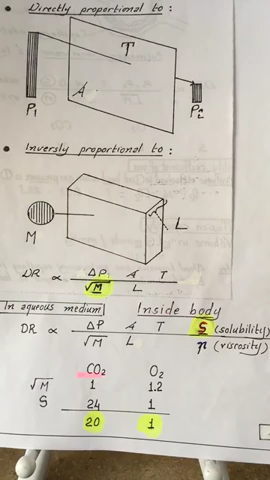 • Directly proportional to :
T
A
P1
P2
• Inversly proportional to :
M
L
DR ∝ ΔP A T
√M L
In aqueous medium Inside body
DR ∝ ΔP A T S (solubility)
√M L η (viscosity)
CO2 O2
√M 1 1.2
S 24 1
20 1